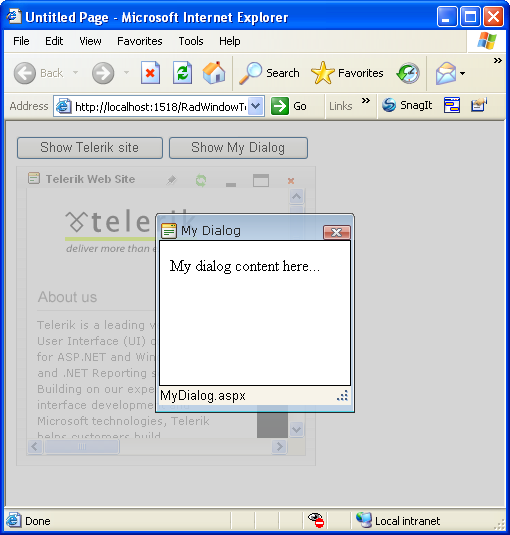 Untitled Page - Microsoft Internet Explorer
File Edit View Favorites Tools Help
Back Search Favorites
Address http://localhost:1518/RadWindowT Go Links » SnagIt
Show Telerik site Show My Dialog
Telerik Web Site
telerik
deliver more than
My Dialog
My dialog content here...
About us
Telerik is a leading
User Interface (UI)
for ASP.NET and Win
and .NET Reporting
Building on our expe
interface developme
Microsoft technologies, Telerik
helps customers build
MyDialog.aspx
Done Local intranet